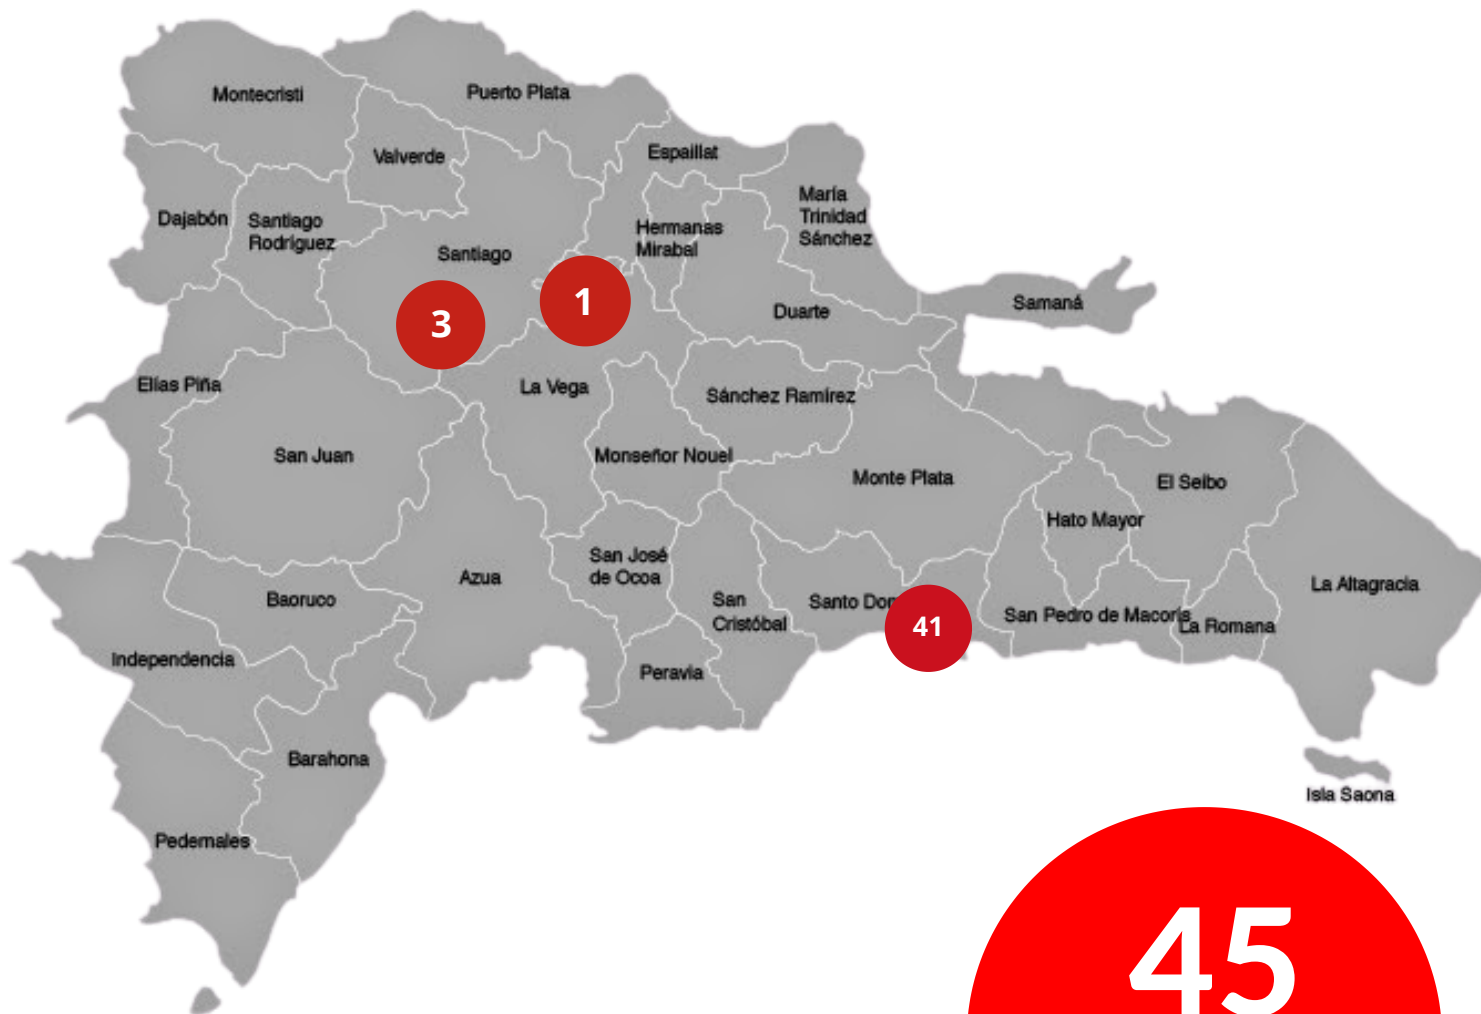 Puerto Plata
Montecristi
Espaillat
Valverde
María
Trinidad
Sánchez
Dajabón
Santiago
Rodríguez
Hermanas
Mirabal
Santiago
1
Samaná
Duarte
3
Elías Piña
La Vega
Sánchez Ramírez
San Juan
Monseñor Nouel
Monte Plata
El Seibo
Hato Mayor
San José
de Ocoa
Azua
La Altagracia
Baoruco
San
Cristóbal
Santo Dom
41
San Pedro de Macorís
La Romana
Independencia
Peravia
Barahona
Isla Saona
Pedernales
45